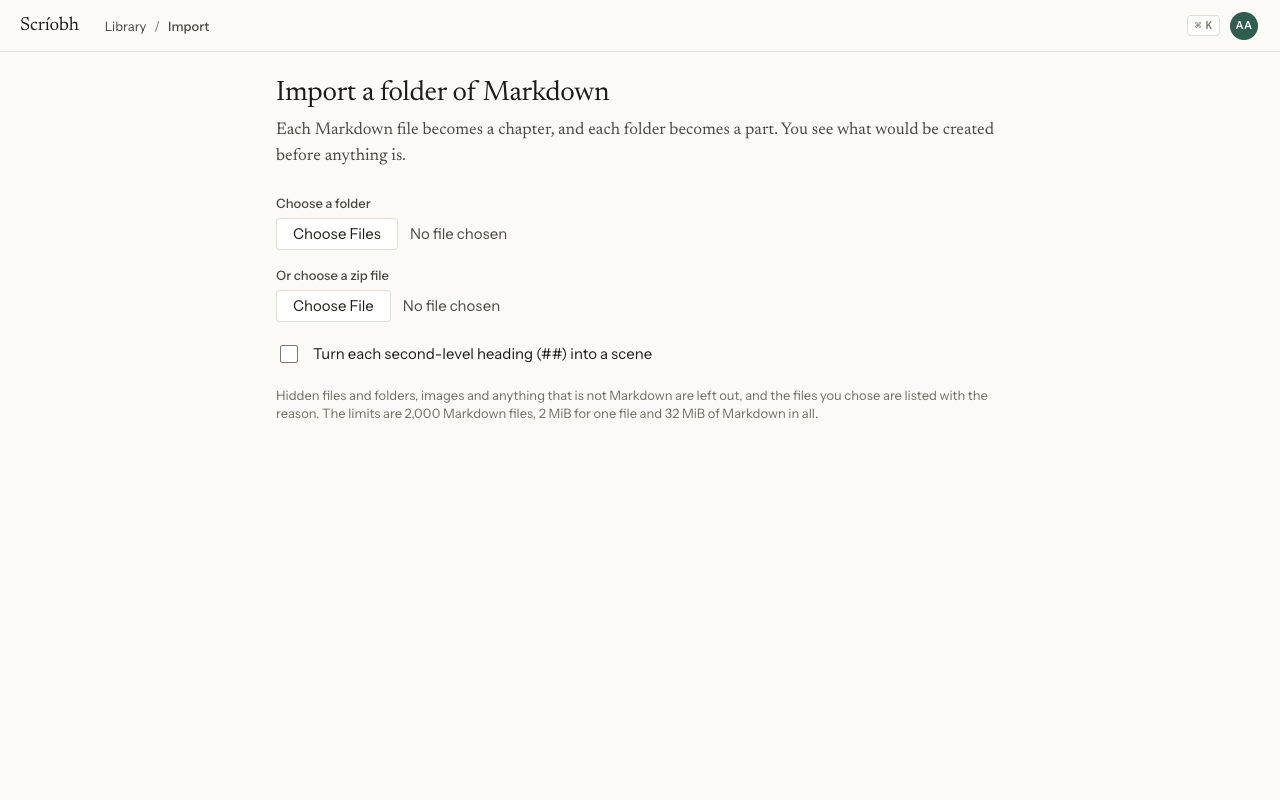 Scríobh
Library / Import
⌘ K
AA
Import a folder of Markdown
Each Markdown file becomes a chapter, and each folder becomes a part. You see what would be created
before anything is.
Choose a folder
Choose Files No file chosen
Or choose a zip file
Choose File No file chosen
Turn each second-level heading (##) into a scene
Hidden files and folders, images and anything that is not Markdown are left out, and the files you chose are listed with the
reason. The limits are 2,000 Markdown files, 2 MiB for one file and 32 MiB of Markdown in all.